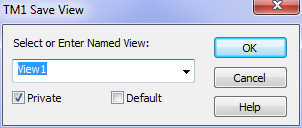 TM1 Save View
Select or Enter Named View:
OK
View1
Cancel
Private
Default
Help